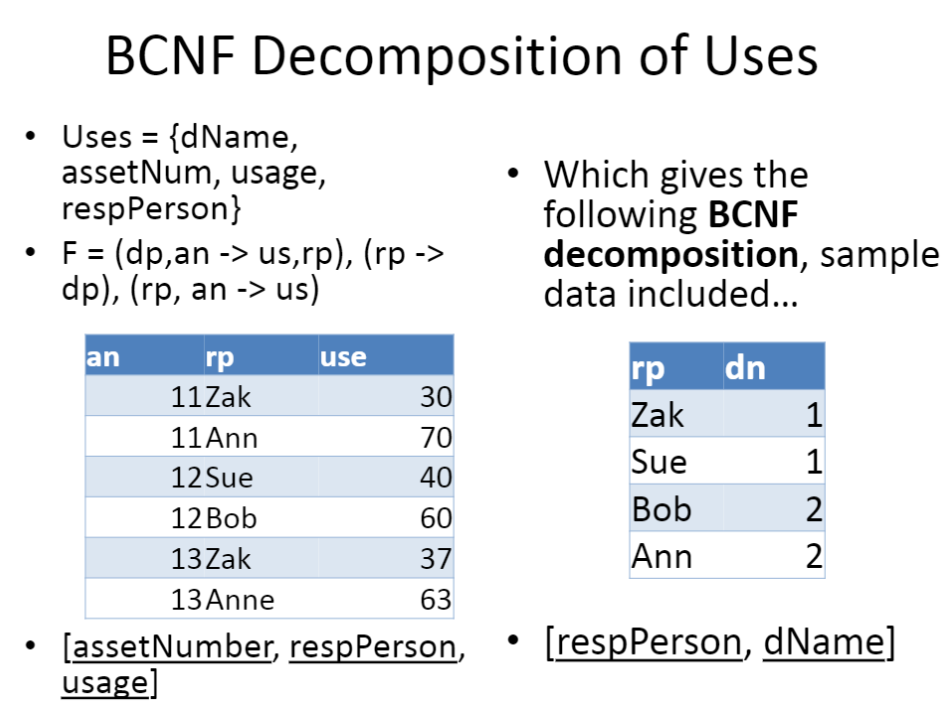 BCNF Decomposition of Uses
• Uses = {dName,
assetNum, usage,
respPerson}
• F = (dp,an -> us,rp), (rp ->
dp), (rp, an -> us)
an rp use
11 Zak 30
11 Ann 70
12 Sue 40
12 Bob 60
13 Zak 37
13 Anne 63
• [assetNumber, respPerson,
usage]
• Which gives the
following BCNF
decomposition, sample
data included...
rp dn
Zak 1
Sue 1
Bob 2
Ann 2
• [respPerson, dName]